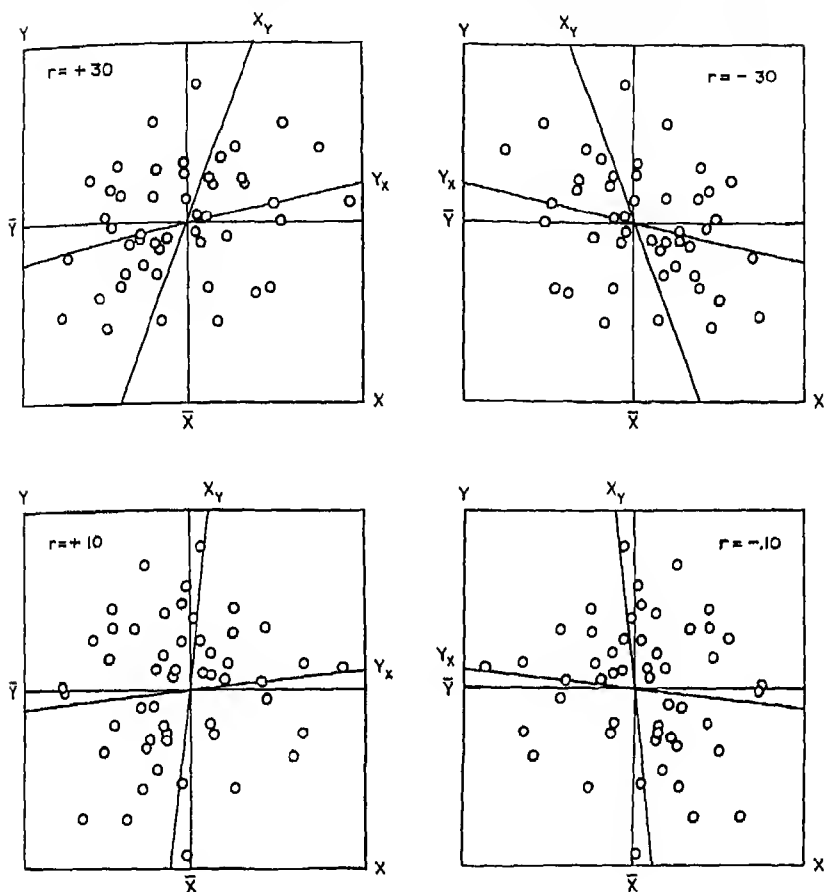 Y
X_Y
r = + 30
Y_X
Ȳ
X̄
X
Y
X_Y
r = - 30
Y_X
Ȳ
X̄
X
Y
X_Y
r = + 10
Y_X
Ȳ
X̄
X
Y
X_Y
r = -.10
Y_X
Ȳ
X̄
X